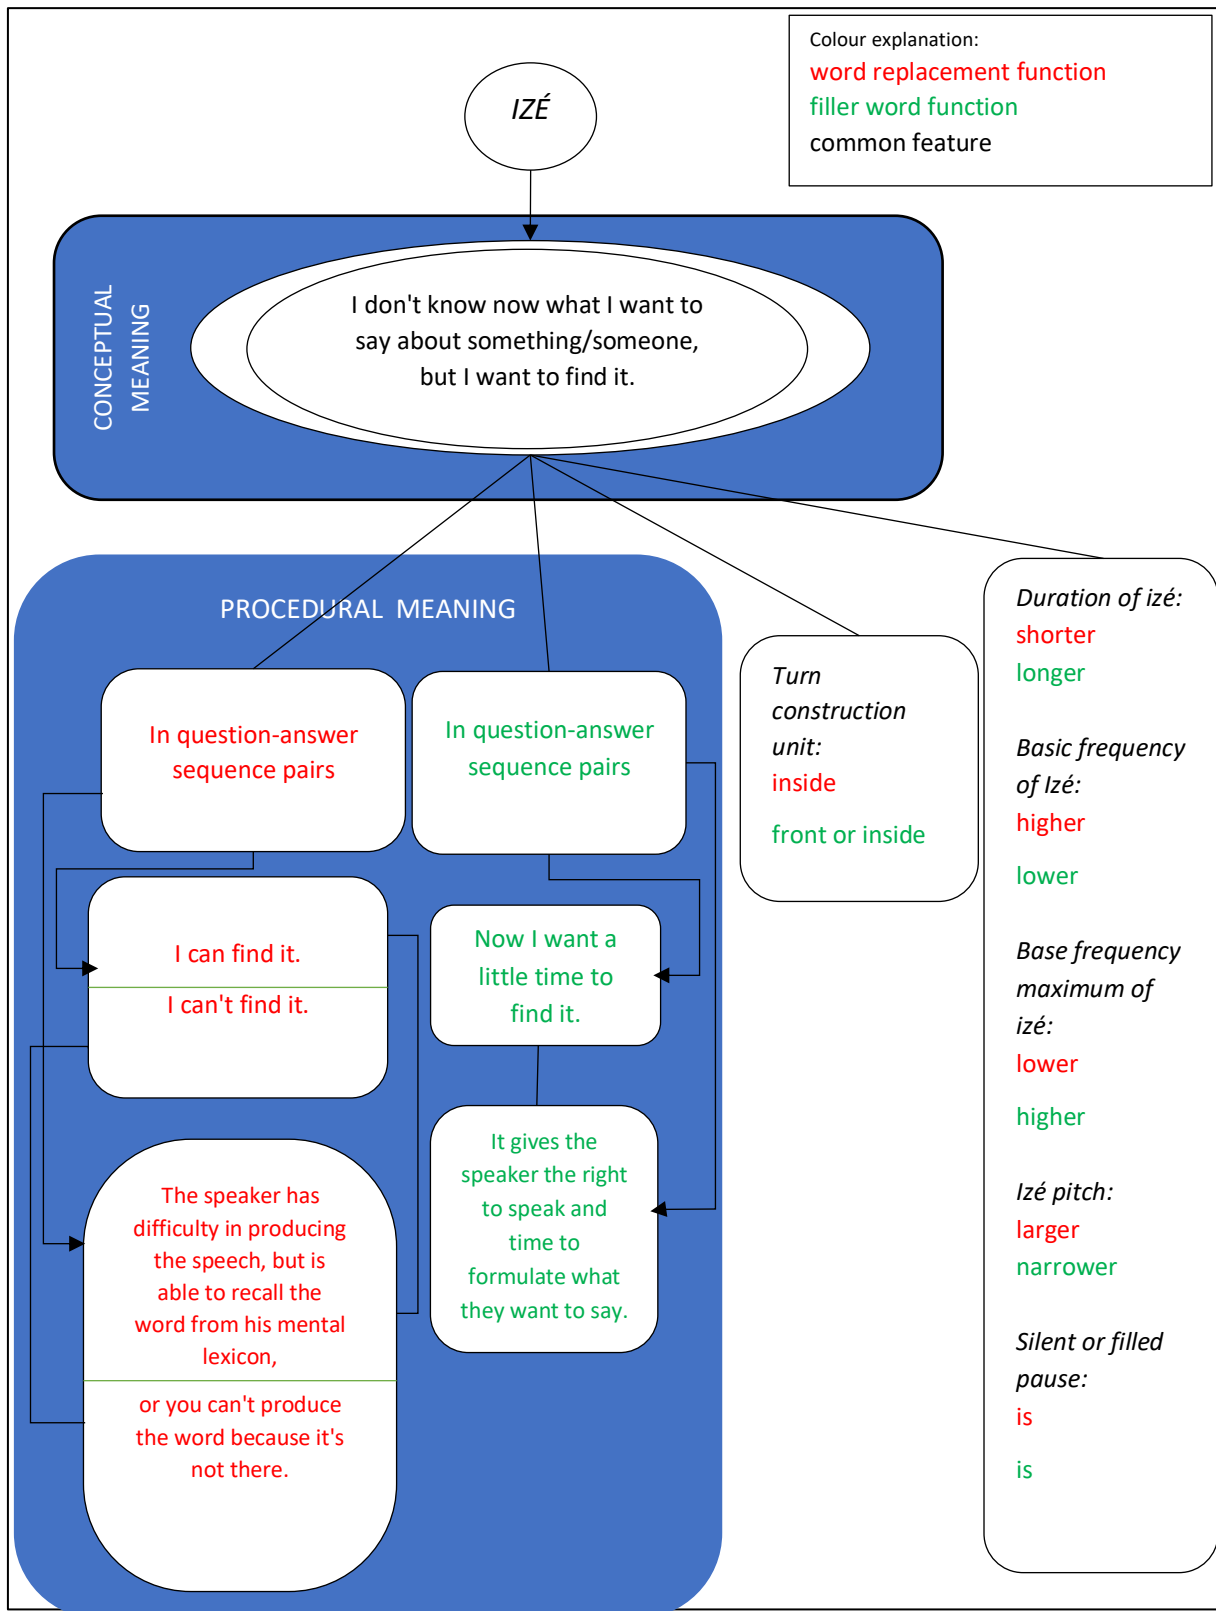 Colour explanation:
word replacement function
filler word function
common feature
IZÉ
CONCEPTUAL
MEANING
I don't know now what I want to
say about something/someone,
but I want to find it.
PROCEDURAL MEANING
In question-answer
sequence pairs
In question-answer
sequence pairs
I can find it.
I can't find it.
Now I want a
little time to
find it.
The speaker has
difficulty in producing
the speech, but is
able to recall the
word from his mental
lexicon,
or you can't produce
the word because it's
not there.
It gives the
speaker the right
to speak and
time to
formulate what
they want to say.
Turn
construction
unit:
inside
front or inside
Duration of izé:
shorter
longer
Basic frequency
of Izé:
higher
lower
Base frequency
maximum of
izé:
lower
higher
Izé pitch:
larger
narrower
Silent or filled
pause:
is
is